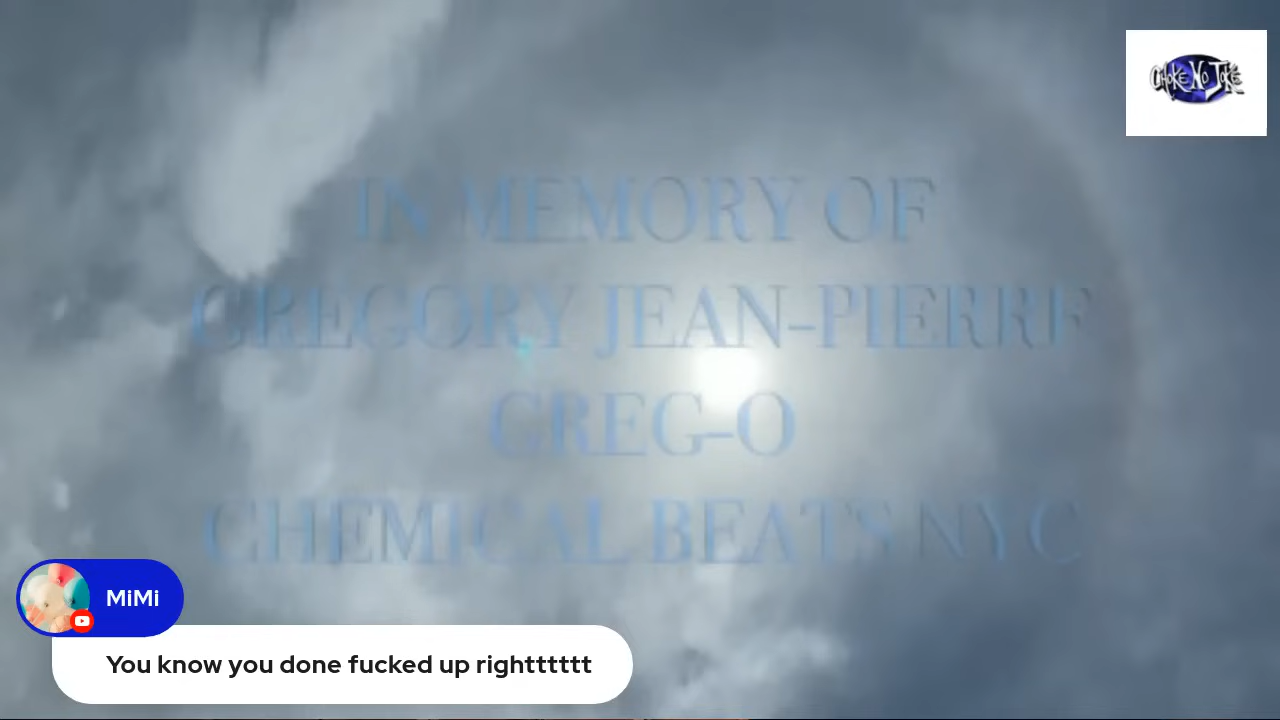 CHOKE NO JOKE
IN MEMORY OF
GREGORY JEAN-PIERRE
GREG-O
CHEMICAL BEATS NYC
MiMi
You know you done fucked up rightttttt